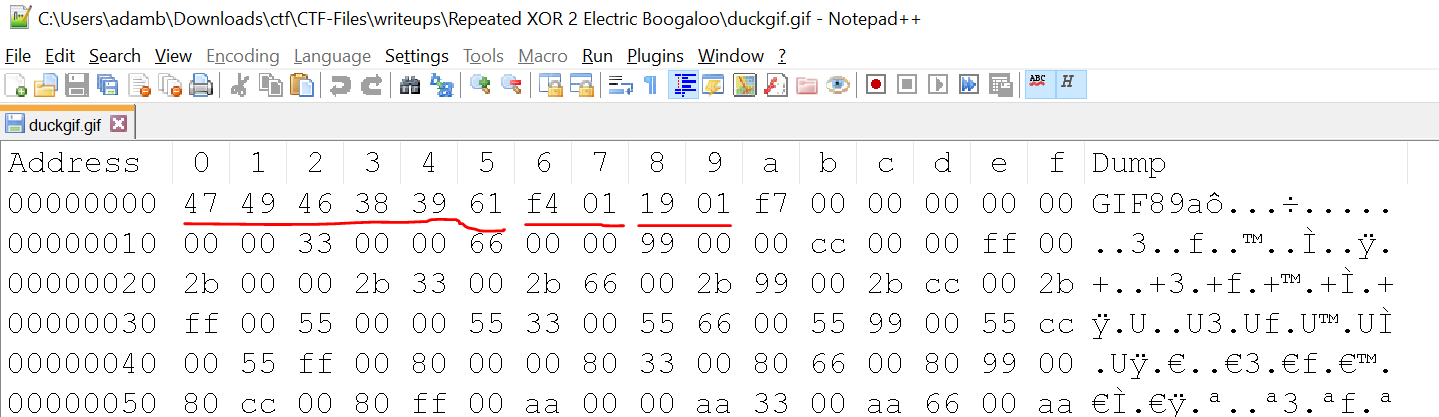 C:\Users\adamb\Downloads\ctf\CTF-Files\writeups\Repeated XOR 2 Electric Boogaloo\duckgif.gif - Notepad++
File Edit Search View Encoding Language Settings Tools Macro Run Plugins Window ?
ABC H
duckgif.gif
Address 0 1 2 3 4 5 6 7 8 9 a b c d e f Dump
00000000 47 49 46 38 39 61 f4 01 19 01 f7 00 00 00 00 00 GIF89aô...÷.....
00000010 00 00 33 00 00 66 00 00 99 00 00 cc 00 00 ff 00 ..3..f..™..Ì..ÿ.
00000020 2b 00 00 2b 33 00 2b 66 00 2b 99 00 2b cc 00 2b +..+3.+f.+™.+Ì.+
00000030 ff 00 55 00 00 55 33 00 55 66 00 55 99 00 55 cc ÿ.U..U3.Uf.U™.UÌ
00000040 00 55 ff 00 80 00 00 80 33 00 80 66 00 80 99 00 .Uÿ.€..€3.€f.€™.
00000050 80 cc 00 80 ff 00 aa 00 00 aa 33 00 aa 66 00 aa €Ì.€ÿ.ª..ª3.ªf.ª